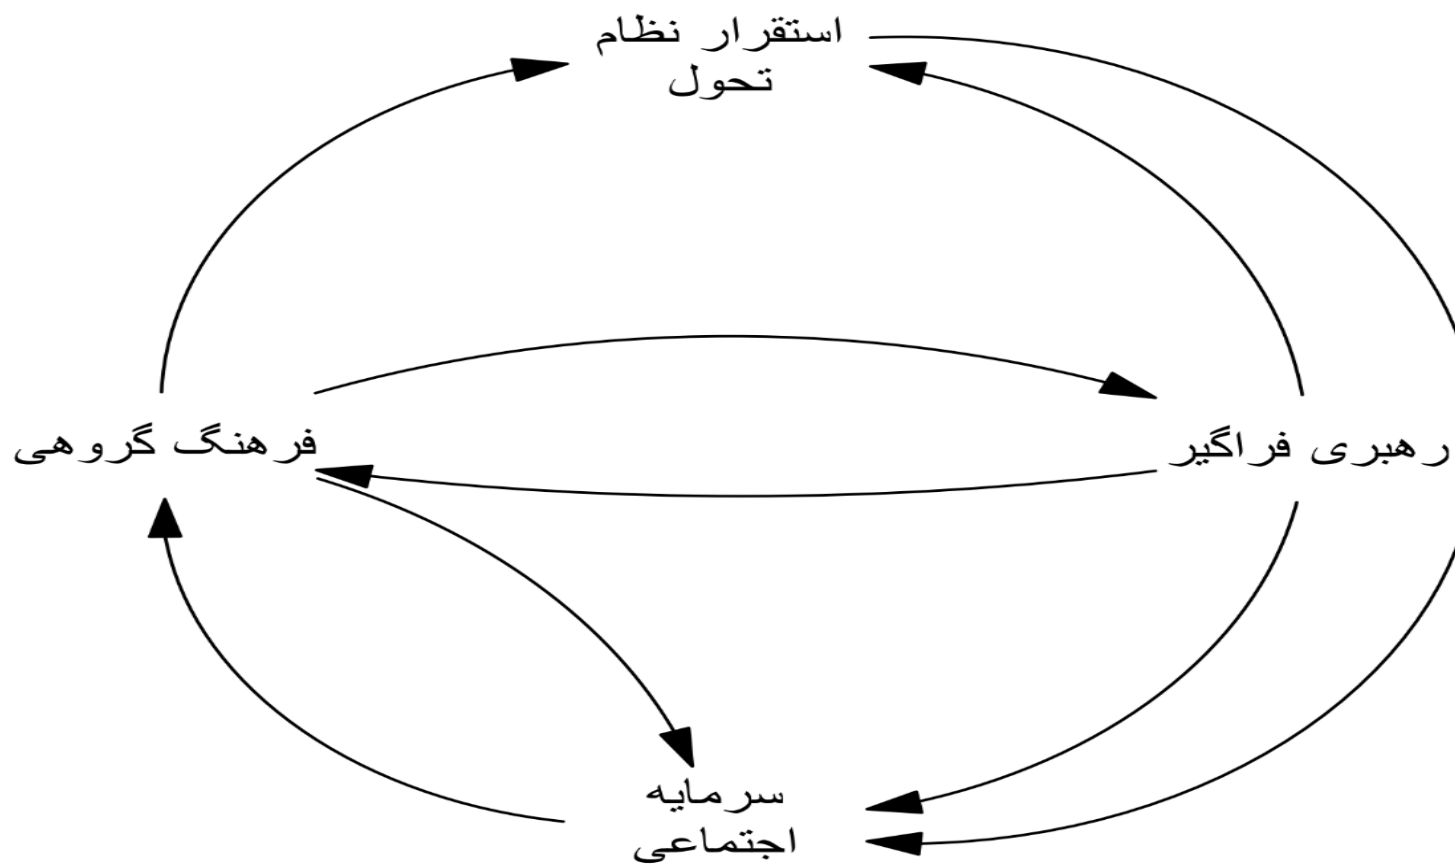 استقرار نظام
تحول
رهبری فراگیر
فرهنگ گروهی
سرمایه
اجتماعی